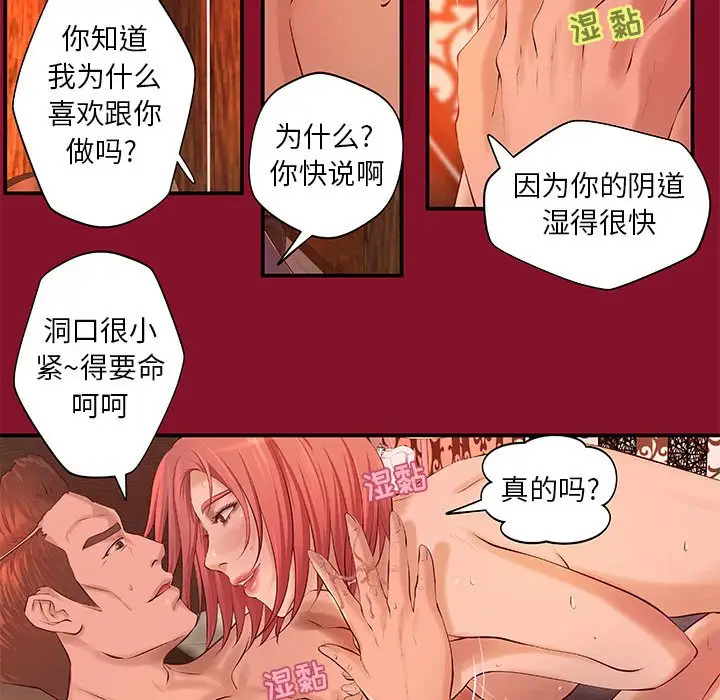 你知道
我为什么
喜欢跟你
做吗?
为什么?
你快说啊
湿黏
因为你的阴道
湿得很快
洞口很小
紧~得要命
呵呵
湿黏
真的吗?
湿黏